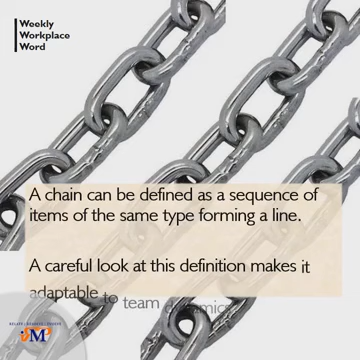 Weekly
Workplace
Word
A chain can be defined as a sequence of
items of the same type forming a line.
A careful look at this definition makes it
adaptable to team dynamics